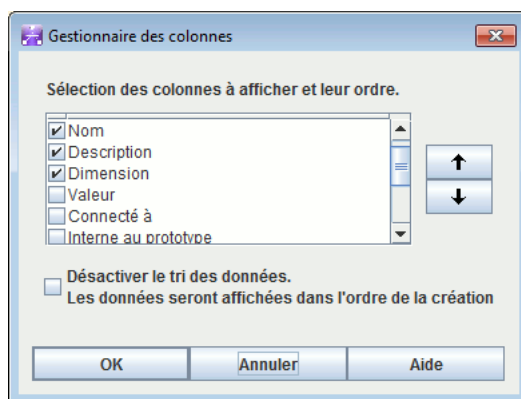 Gestionnaire des colonnes
Sélection des colonnes à afficher et leur ordre.
Nom
Description
Dimension
Valeur
Connecté à
Interne au prototype
Désactiver le tri des données.
Les données seront affichées dans l'ordre de la création
OK
Annuler
Aide